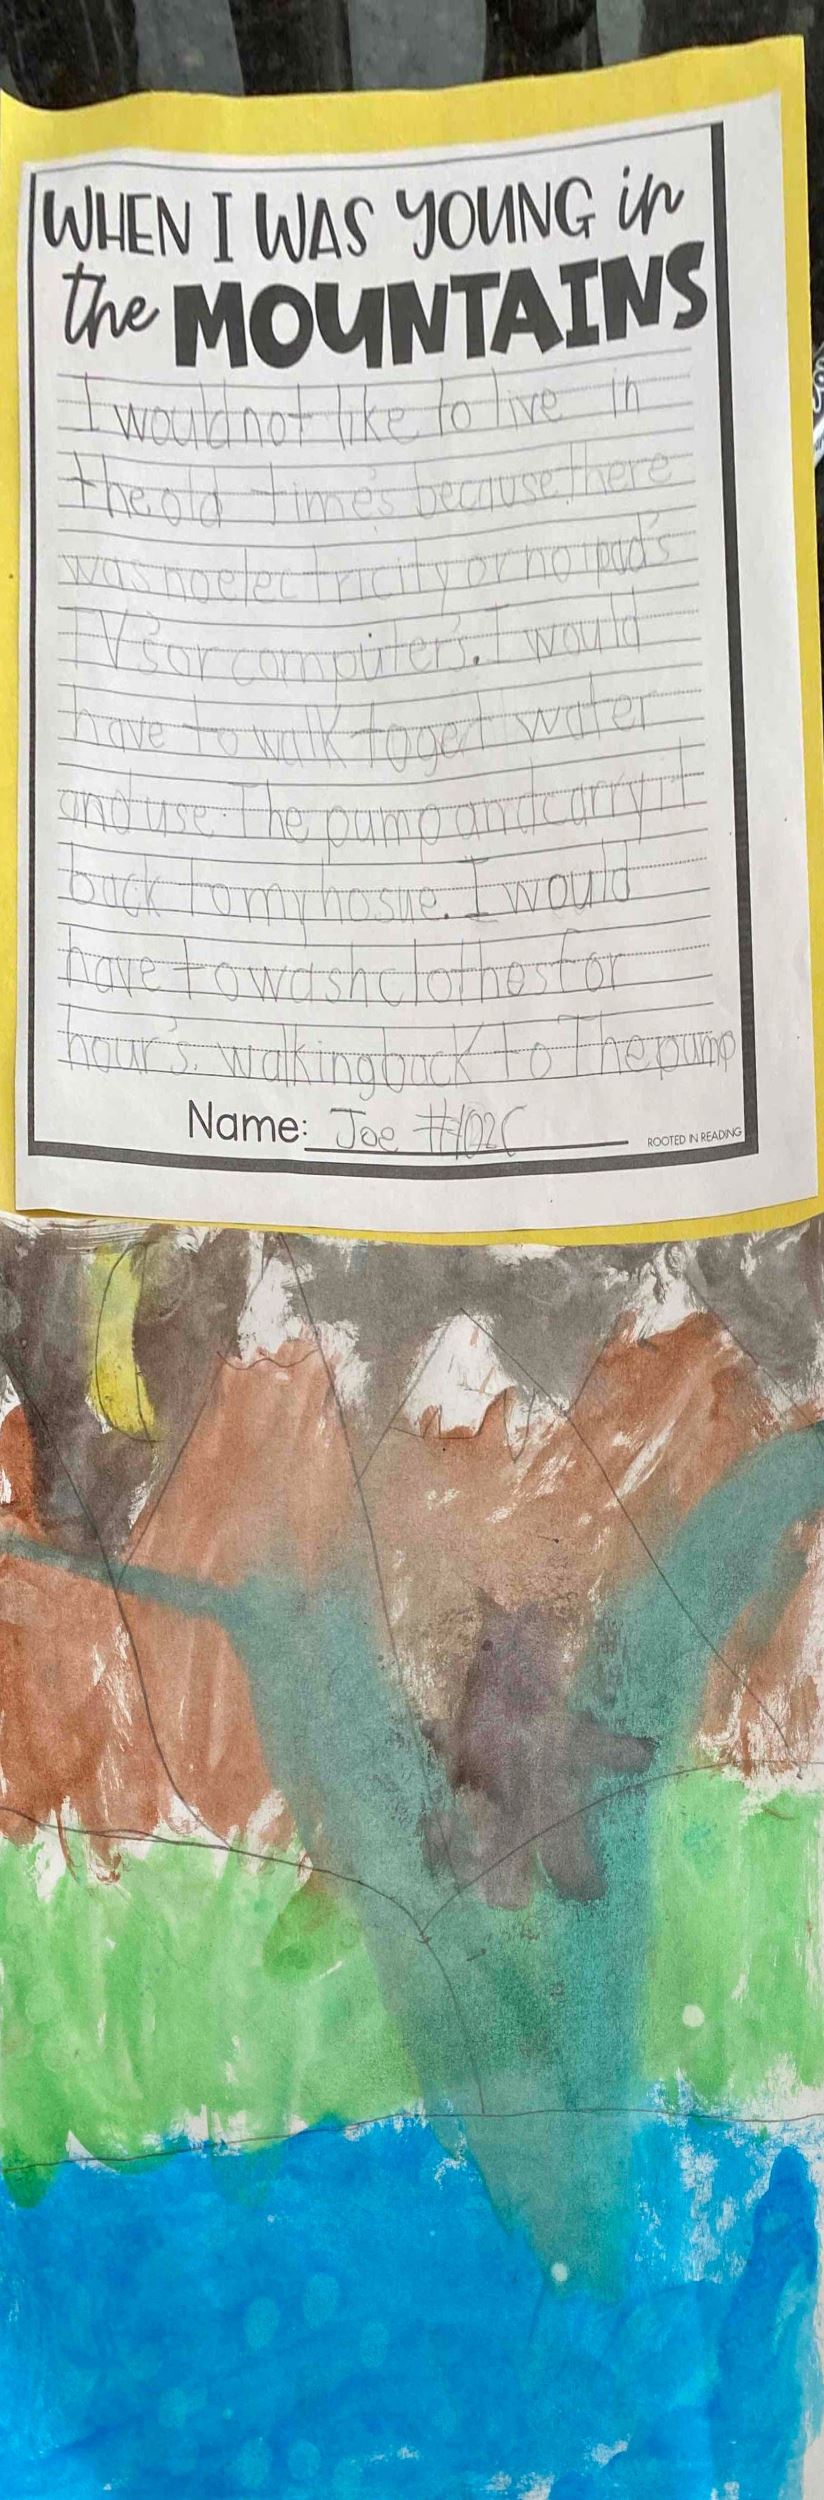 WHEN I WAS YOUNG in
the MOUNTAINS
I would not like to live in
the old time's because there
was no electricity or no ipad's
TV's or computer's. I would
have to walk to get water
and use The pump and carry it
back to my hosue. I would
have to wash clothes for
hour's. walking back to The pump
Name: Joe
ROOTED IN READING